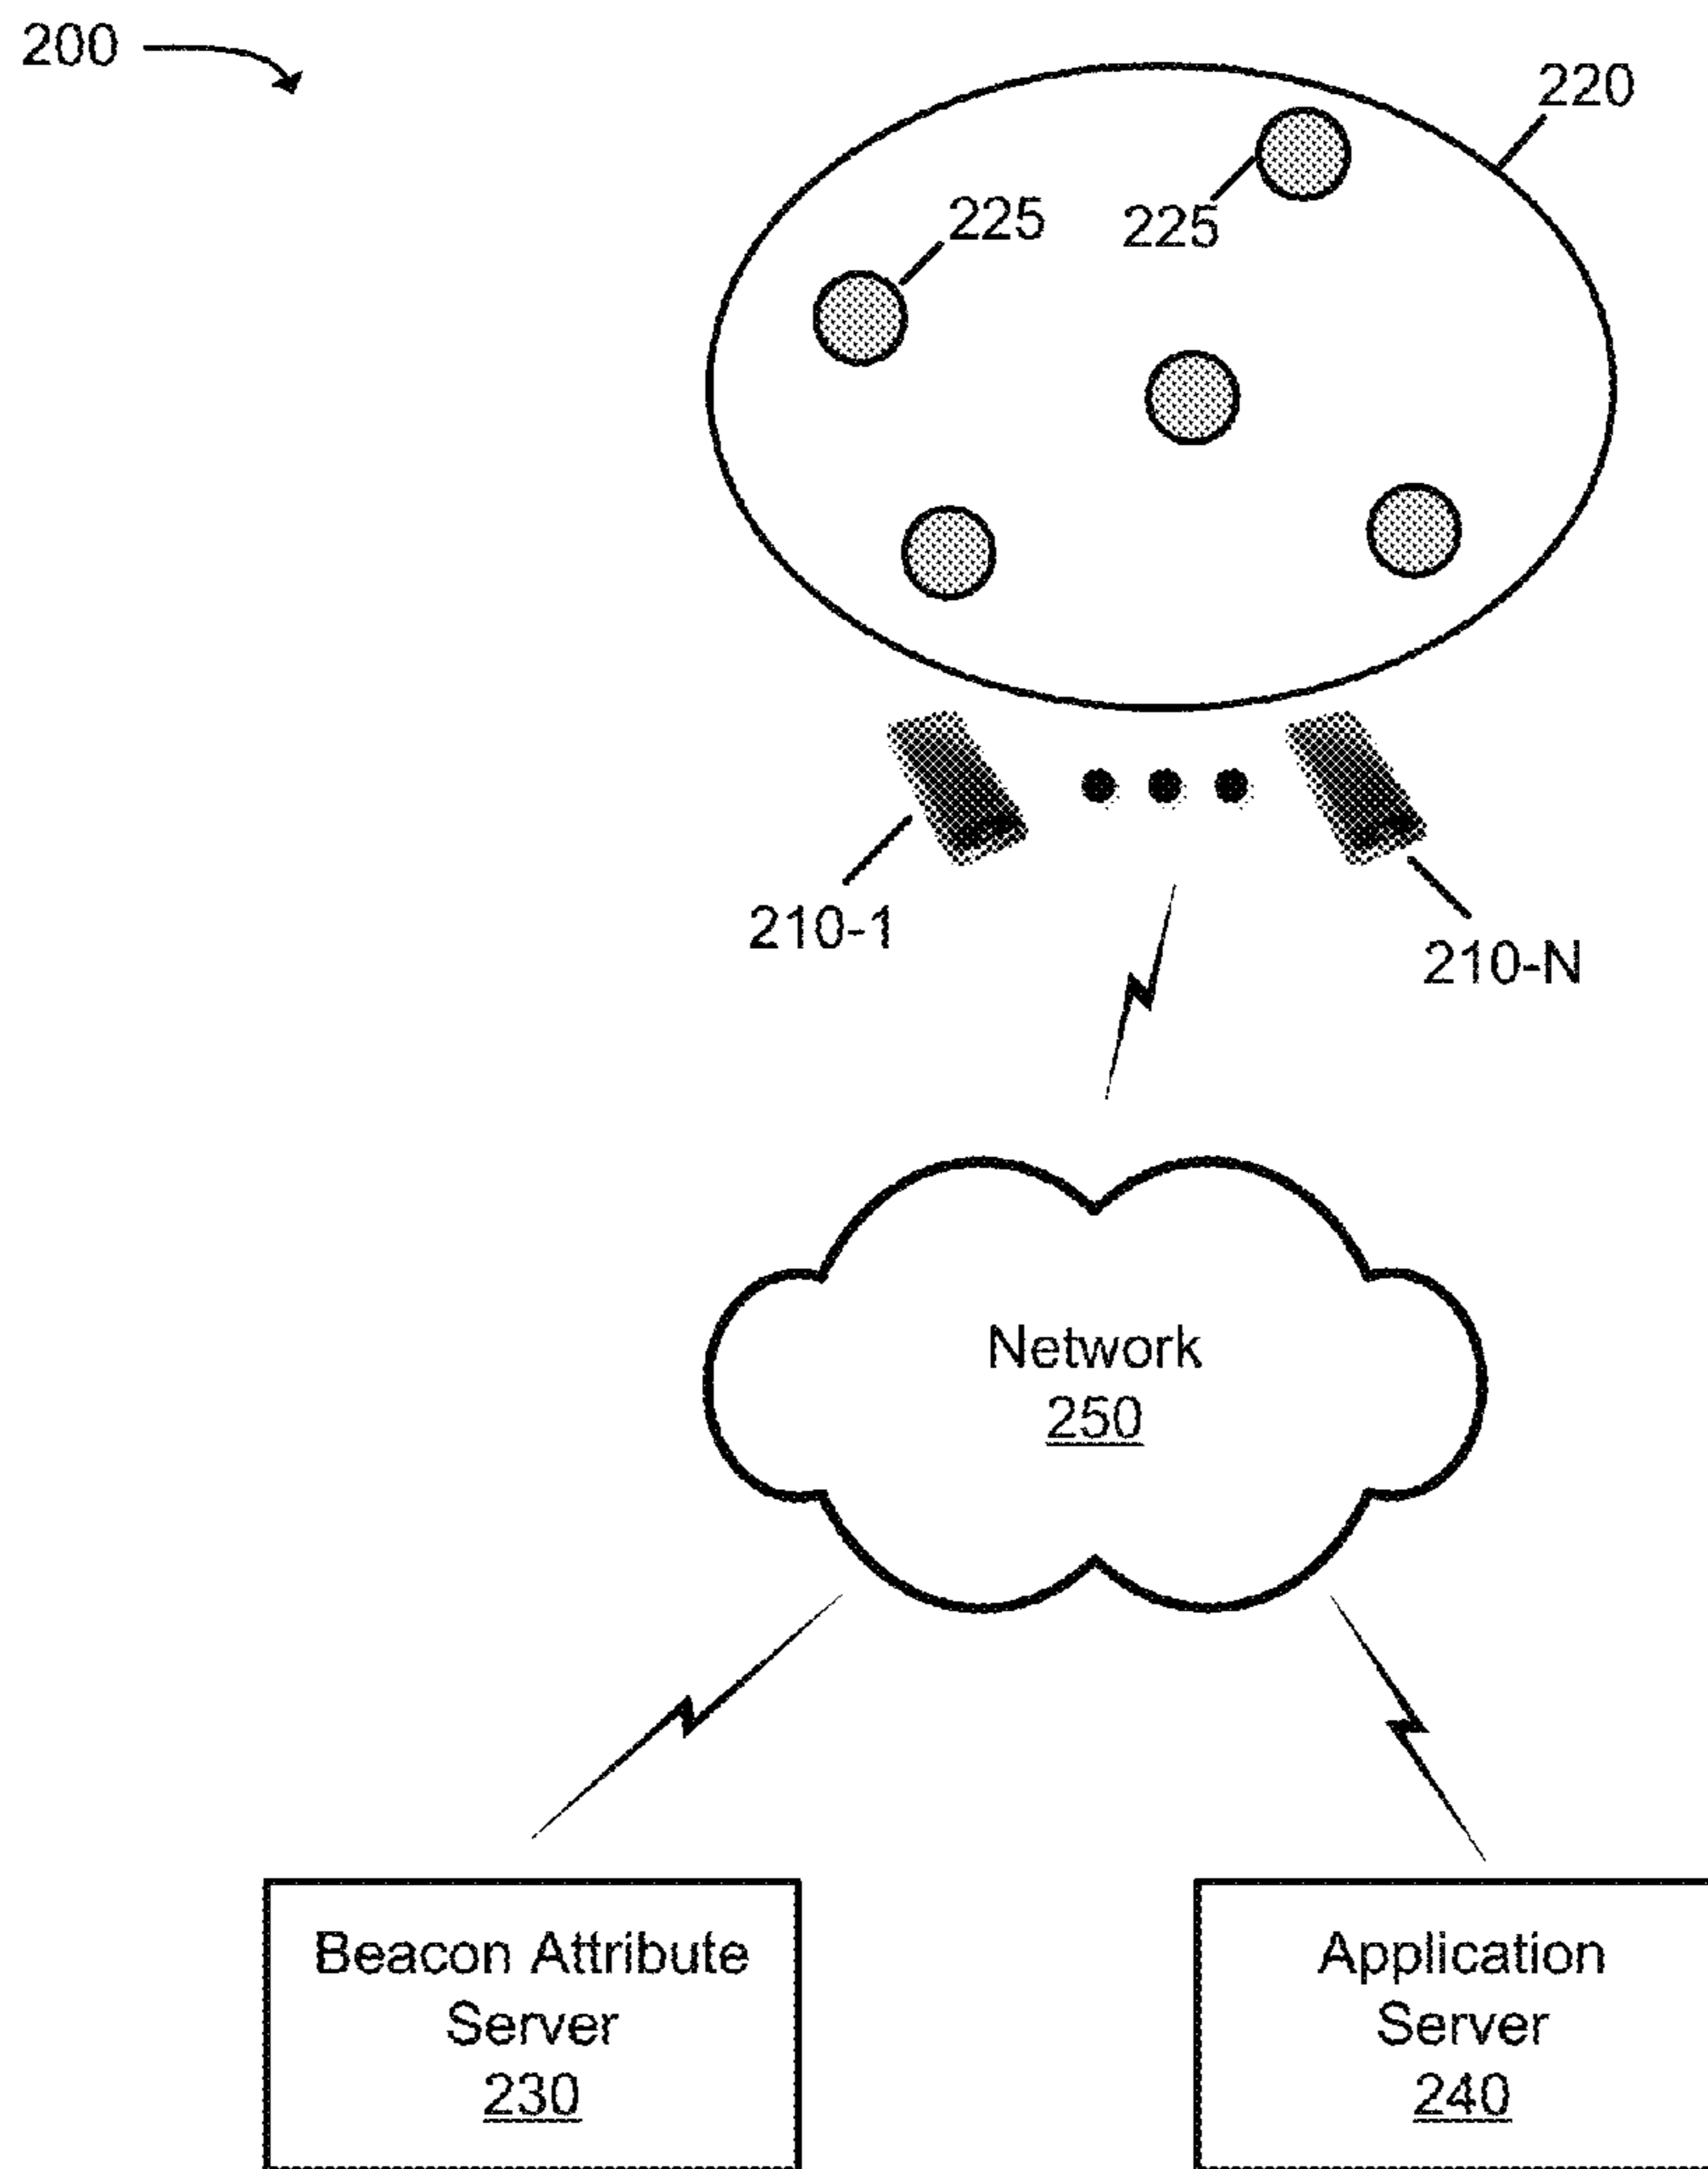 200
220
225
225
210-1
210-N
Network
250
Beacon Attribute
Server
230
Application
Server
240